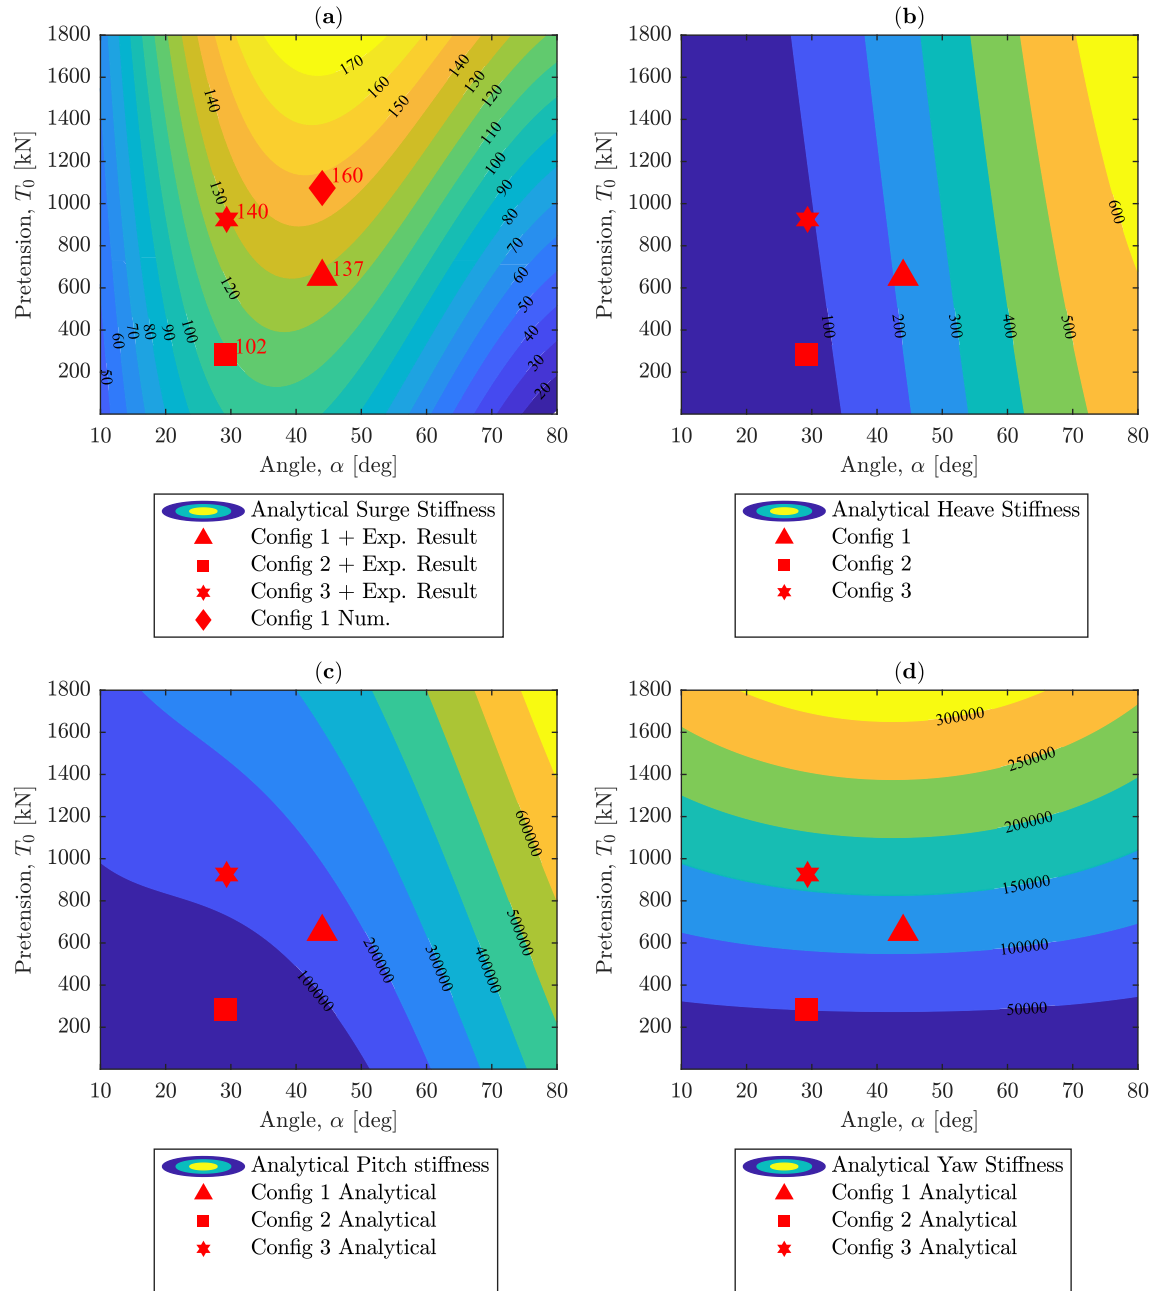 (a)
1800
1600
1400
1200
1000
800
600
400
200
Pretension, T0 [kN]
170
160
150
140
130
120
110
100
90
80
70
60
50
40
30
20
140
130
120
100
90
80
70
60
50
160
140
137
102
10 20 30 40 50 60 70 80
Angle, α [deg]
Analytical Surge Stiffness
Config 1 + Exp. Result
Config 2 + Exp. Result
Config 3 + Exp. Result
Config 1 Num.
(b)
1800
1600
1400
1200
1000
800
600
400
200
Pretension, T0 [kN]
100
200
300
400
500
600
10 20 30 40 50 60 70 80
Angle, α [deg]
Analytical Heave Stiffness
Config 1
Config 2
Config 3
(c)
1800
1600
1400
1200
1000
800
600
400
200
Pretension, T0 [kN]
100000
200000
300000
400000
500000
600000
10 20 30 40 50 60 70 80
Angle, α [deg]
Analytical Pitch stiffness
Config 1 Analytical
Config 2 Analytical
Config 3 Analytical
(d)
1800
1600
1400
1200
1000
800
600
400
200
Pretension, T0 [kN]
300000
250000
200000
150000
100000
50000
10 20 30 40 50 60 70 80
Angle, α [deg]
Analytical Yaw Stiffness
Config 1 Analytical
Config 2 Analytical
Config 3 Analytical